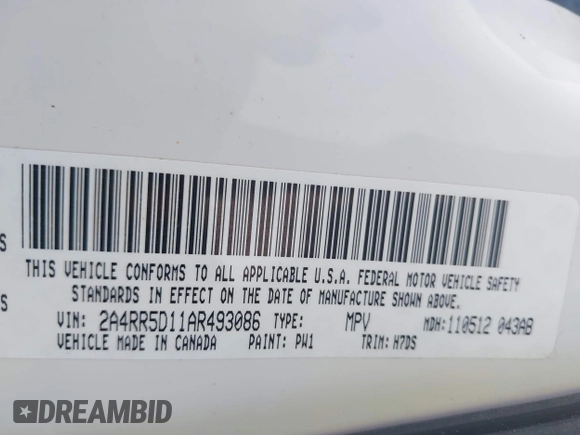 S
THIS VEHICLE CONFORMS TO ALL APPLICABLE U.S.A. FEDERAL MOTOR VEHICLE SAFETY
S
STANDARDS IN EFFECT ON THE DATE OF MANUFACTURE SHOWN ABOVE.
VIN: 2A4RR5D11AR493086 TYPE: MPV MDH: 110512 043AB
VEHICLE MADE IN CANADA PAINT: PW1 TRIM: H7DS
DREAMBID